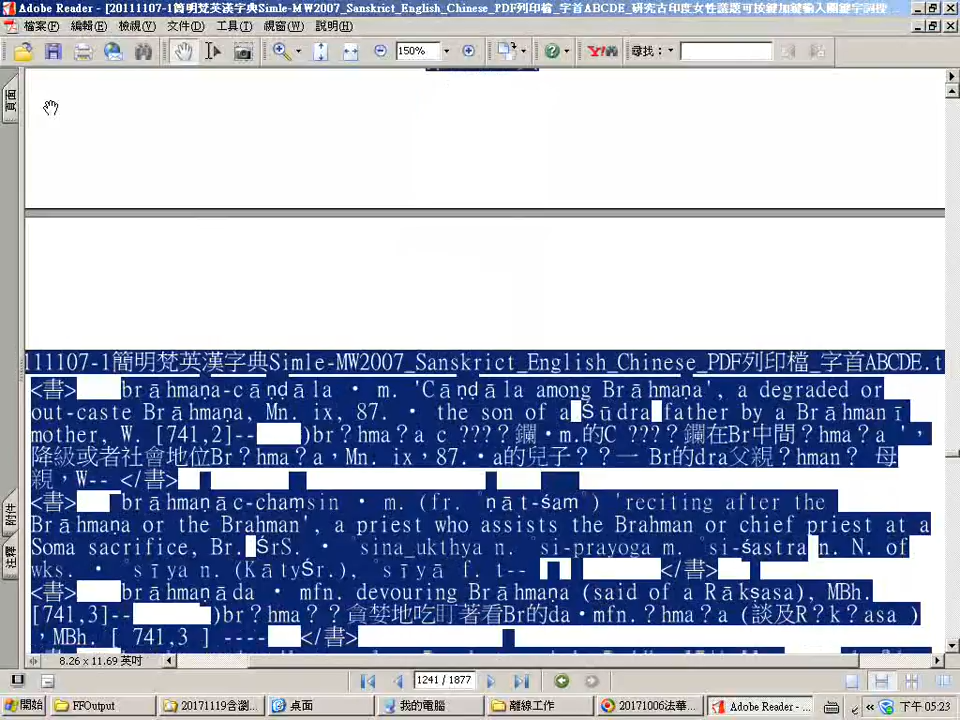 Adobe Reader - [20111107-1簡明梵英漢字典Simle-MW2007_Sanskrict_English_Chinese_PDF列印檔_字首ABCDE_研究古印度女性議題可按鍵加鍵輸入關鍵字詞搜
檔案(F) 編輯(E) 檢視(V) 文件(D) 工具(T) 視窗(W) 說明(H)
150% Y! 尋找:
頁面
111107-1簡明梵英漢字典Simle-MW2007_Sanskrict_English_Chinese_PDF列印檔_字首ABCDE.t
<書> brāhmaṇa-cāṇḍāla ‧ m. 'Cāṇḍāla among Brāhmaṇa', a degraded or
out-caste Brāhmaṇa, Mn. ix, 87. ‧ the son of a Śūdra father by a Brāhmanī
mother, W. [741,2]-- )br?hma?a c ????鑭‧m.的C ????鑭在Br中間?hma?a ',
降級或者社會地位Br?hma?a,Mn. ix,87.‧a的兒子??一 Br的dra父親?hman? 母
親,W-- </書>
<書> brāhmaṇāc-chamsin ‧ m. (fr. °ṇāt-śaṃ°) 'reciting after the
Brāhmaṇa or the Brahman', a priest who assists the Brahman or chief priest at a
Soma sacrifice, Br. ŚrS. ‧ °sina_ukthya n. °si-prayoga m. °si-śastra n. N. of
wks. ‧ °sīya n. (KātyŚr.), °sīyā f. t-- </書>
<書> brāhmaṇāda ‧ mfn. devouring Brāhmaṇa (said of a Rākṣasa), MBh.
[741,3]-- )br?hma??貪婪地吃盯著看Br的da‧mfn.?hma?a (談及R?k?asa )
,MBh. [ 741,3 ] ---- </書>
附件
注釋
8.26 x 11.69 英吋
1241 / 1877
開始 FFOutput 20171119含瀏... 桌面 我的電腦 離線工作 20171006法華... Adobe Reader - [... 下午 05:23